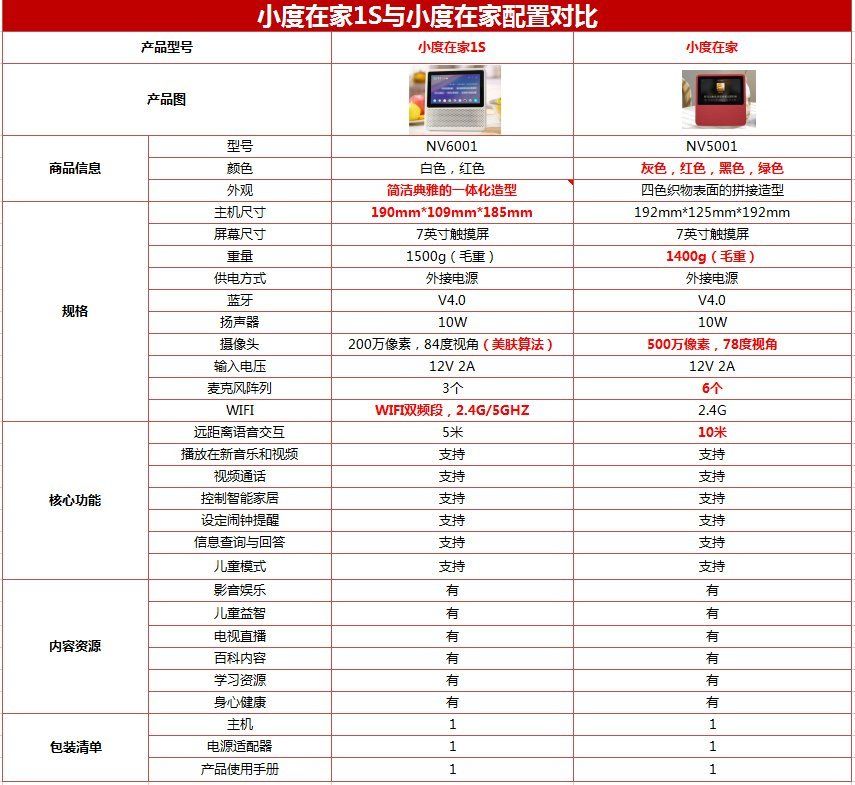 小度在家1S与小度在家配置对比
产品型号 小度在家1S 小度在家
产品图
商品信息 型号 NV6001 NV5001
颜色 白色，红色 灰色，红色，黑色，绿色
外观 简洁典雅的一体化造型 四色织物表面的拼接造型
规格 主机尺寸 190mm*109mm*185mm 192mm*125mm*192mm
屏幕尺寸 7英寸触摸屏 7英寸触摸屏
重量 1500g（毛重） 1400g（毛重）
供电方式 外接电源 外接电源
蓝牙 V4.0 V4.0
扬声器 10W 10W
摄像头 200万像素，84度视角（美肤算法） 500万像素，78度视角
输入电压 12V 2A 12V 2A
麦克风阵列 3个 6个
WIFI WIFI双频段，2.4G/5GHZ 2.4G
核心功能 远距离语音交互 5米 10米
播放在新音乐和视频 支持 支持
视频通话 支持 支持
控制智能家居 支持 支持
设定闹钟提醒 支持 支持
信息查询与回答 支持 支持
儿童模式 支持 支持
内容资源 影音娱乐 有 有
儿童益智 有 有
电视直播 有 有
百科内容 有 有
学习资源 有 有
身心健康 有 有
包装清单 主机 1 1
电源适配器 1 1
产品使用手册 1 1